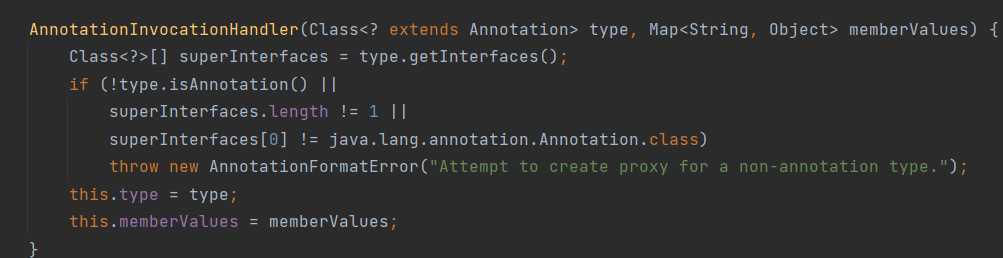 AnnotationInvocationHandler(Class<? extends Annotation> type, Map<String, Object> memberValues) {
    Class<?>[] superInterfaces = type.getInterfaces();
    if (!type.isAnnotation() ||
        superInterfaces.length != 1 ||
        superInterfaces[0] != java.lang.annotation.Annotation.class)
        throw new AnnotationFormatError("Attempt to create proxy for a non-annotation type.");
    this.type = type;
    this.memberValues = memberValues;
}